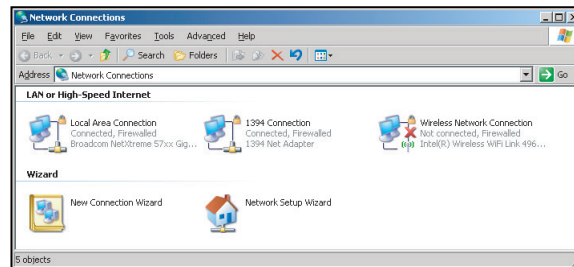 Network Connections
File Edit View Favorites Tools Advanced Help
Back Search Folders
Address Network Connections Go
LAN or High-Speed Internet
Local Area Connection 1394 Connection Wireless Network Connection
Connected, Firewalled Connected, Firewalled Not connected, Firewalled
Broadcom NetXtreme 57xx Gig... 1394 Net Adapter Intel(R) Wireless WiFi Link 496...
Wizard
New Connection Wizard Network Setup Wizard
5 objects